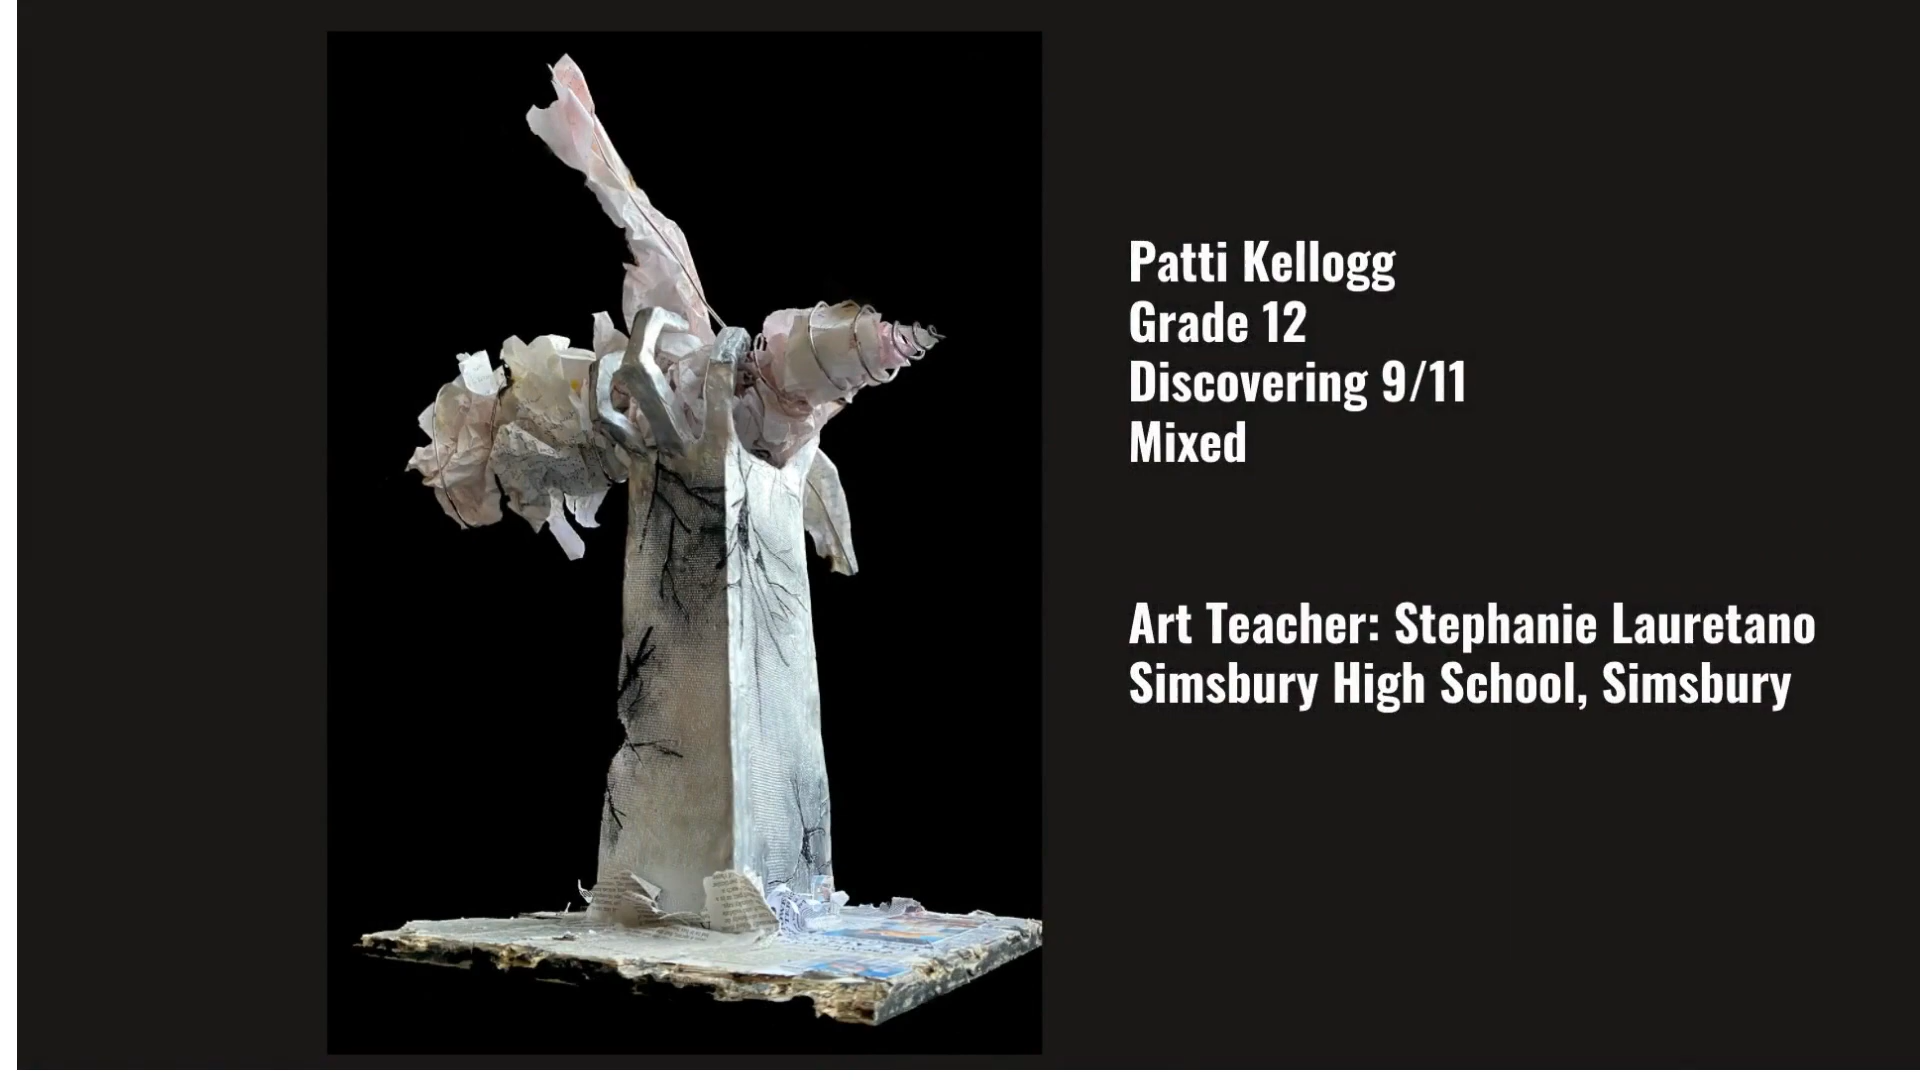 Patti Kellogg
Grade 12
Discovering 9/11
Mixed
Art Teacher: Stephanie Lauretano
Simsbury High School, Simsbury